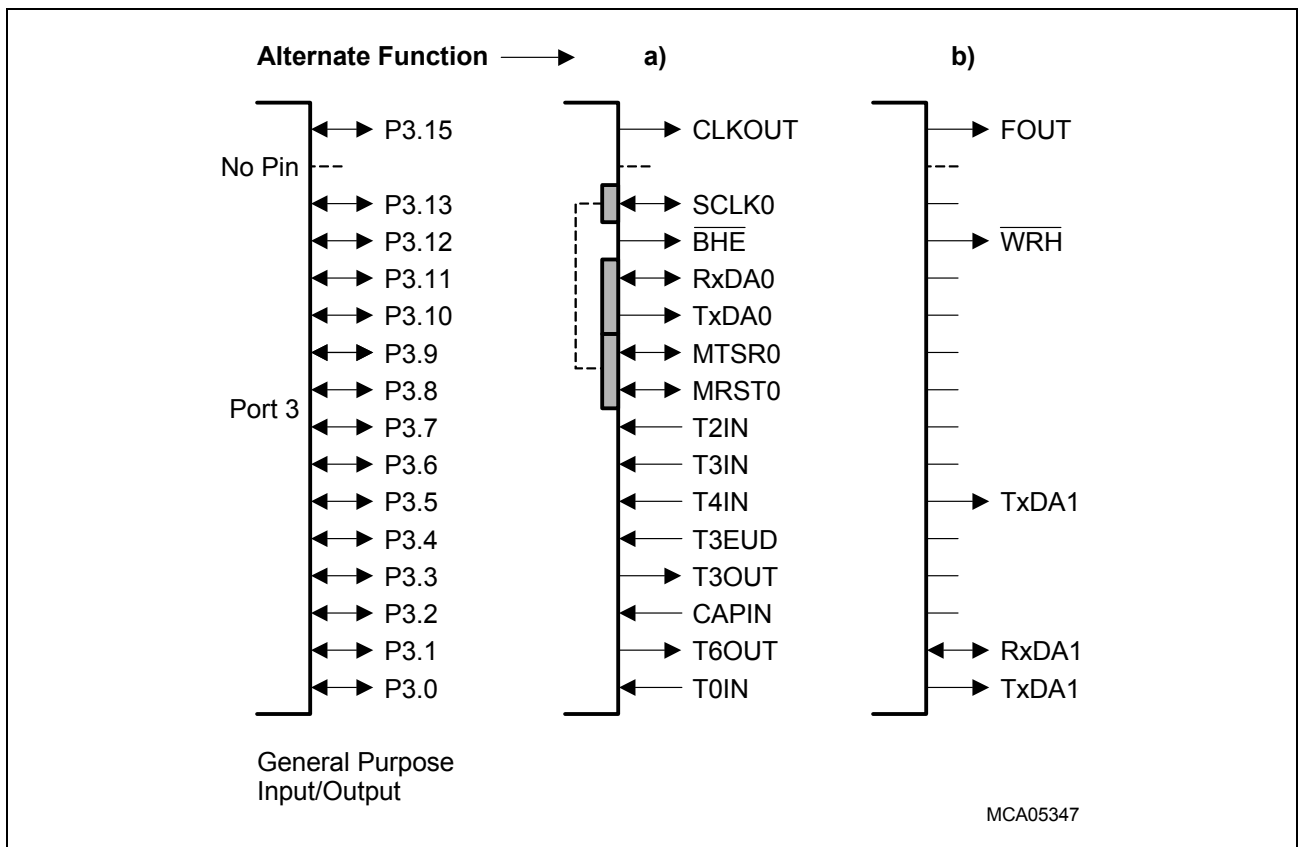 Alternate Function a) b)
P3.15 CLKOUT FOUT
No Pin
P3.13 SCLK0
P3.12 B̅H̅E̅ W̅R̅H̅
P3.11 RxDA0
P3.10 TxDA0
P3.9 MTSR0
P3.8 MRST0
Port 3
P3.7 T2IN
P3.6 T3IN
P3.5 T4IN TxDA1
P3.4 T3EUD
P3.3 T3OUT
P3.2 CAPIN
P3.1 T6OUT RxDA1
P3.0 T0IN TxDA1
General Purpose
Input/Output
MCA05347